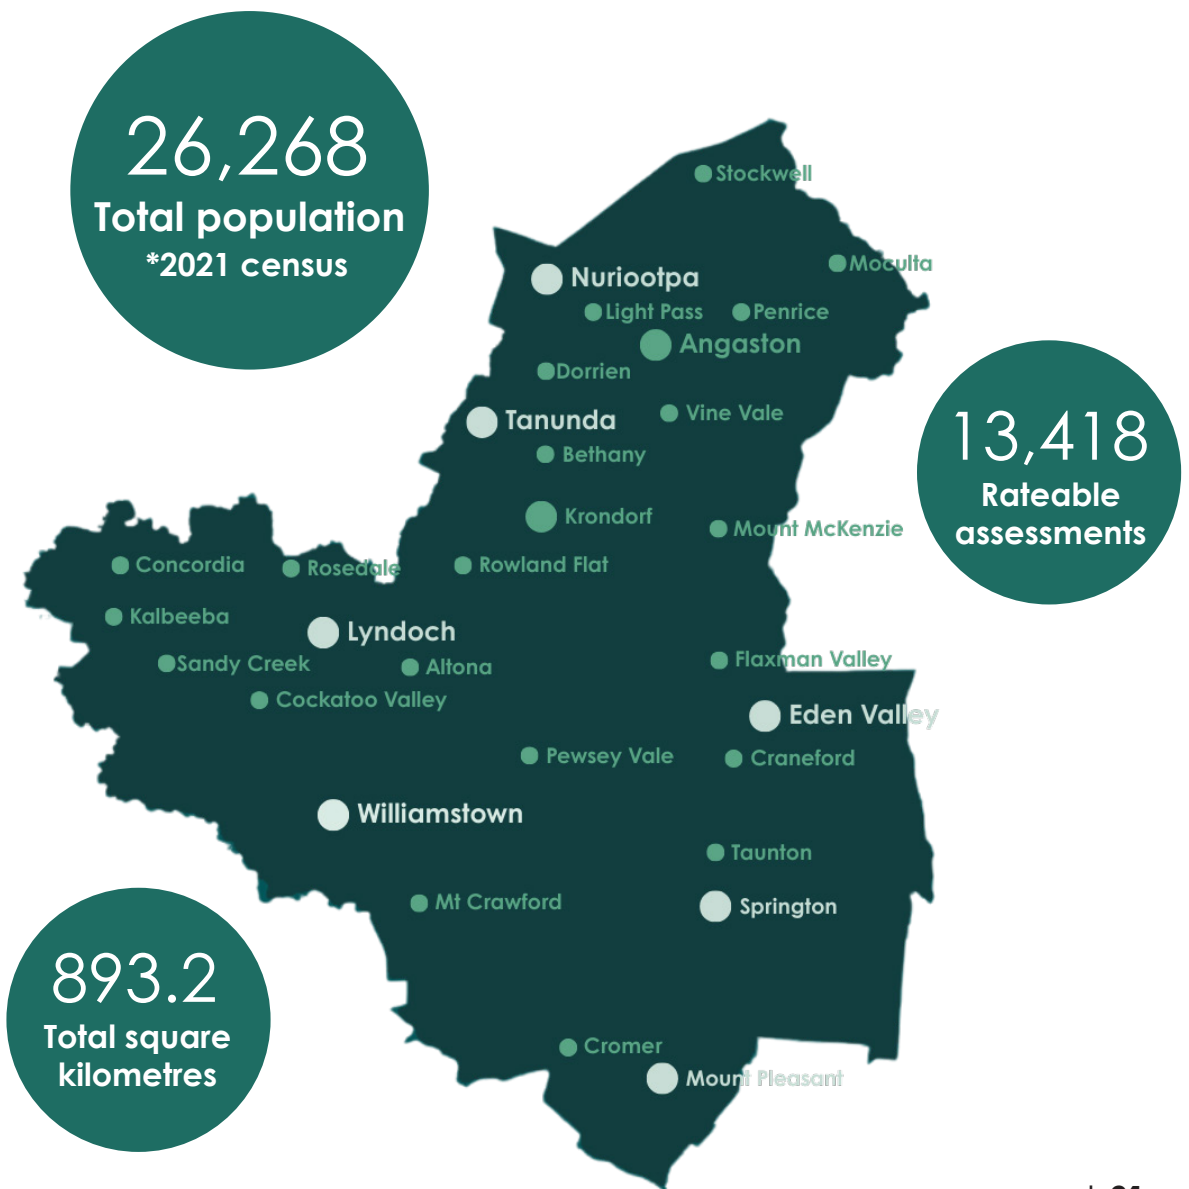 26,268
Total population
*2021 census
Stockwell
Moculta
Nuriootpa
Light Pass
Penrice
Angaston
Dorrien
Tanunda
Vine Vale
Bethany
13,418
Rateable
assessments
Krondorf
Mount McKenzie
Concordia
Rosedale
Rowland Flat
Kalbeeba
Lyndoch
Sandy Creek
Altona
Flaxman Valley
Cockatoo Valley
Eden Valley
Pewsey Vale
Craneford
Williamstown
Taunton
Mt Crawford
Springton
893.2
Total square
kilometres
Cromer
Mount Pleasant